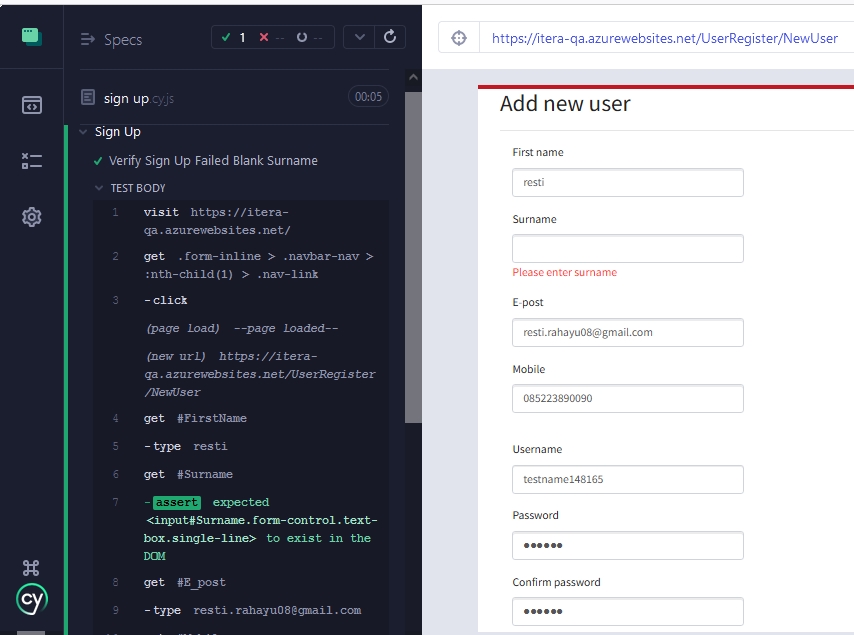 Specs
1 -- --
https://itera-qa.azurewebsites.net/UserRegister/NewUser
sign up.cy.js
00:05
Sign Up
Verify Sign Up Failed Blank Surname
TEST BODY
1 visit https://itera-
qa.azurewebsites.net/
2 get .form-inline > .navbar-nav >
:nth-child(1) > .nav-link
3 -click
(page load) --page loaded--
(new url) https://itera-
qa.azurewebsites.net/UserRegister
/NewUser
4 get #FirstName
5 -type resti
6 get #Surname
7 -assert expected
<input#Surname.form-control.text-
box.single-line> to exist in the
DOM
8 get #E_post
9 -type resti.rahayu08@gmail.com
cy
Add new user
First name
resti
Surname
Please enter surname
E-post
resti.rahayu08@gmail.com
Mobile
085223890090
Username
testname148165
Password
••••••
Confirm password
••••••